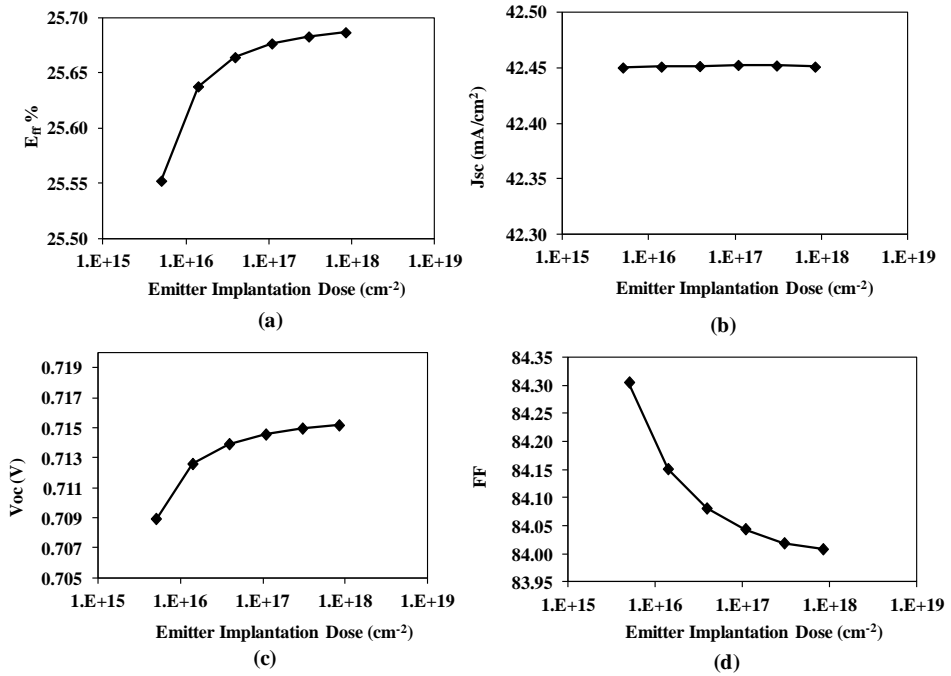 25.70
25.65
25.60
25.55
25.50
Eff %
1.E+15 1.E+16 1.E+17 1.E+18 1.E+19
Emitter Implantation Dose (cm-2)
(a)
42.50
42.45
42.40
42.35
42.30
Jsc (mA/cm2)
1.E+15 1.E+16 1.E+17 1.E+18 1.E+19
Emitter Implantation Dose (cm-2)
(b)
0.719
0.717
0.715
0.713
0.711
0.709
0.707
0.705
Voc (V)
1.E+15 1.E+16 1.E+17 1.E+18 1.E+19
Emitter Implantation Dose (cm-2)
(c)
84.35
84.30
84.25
84.20
84.15
84.10
84.05
84.00
83.95
FF
1.E+15 1.E+16 1.E+17 1.E+18 1.E+19
Emitter Implantation Dose (cm-2)
(d)